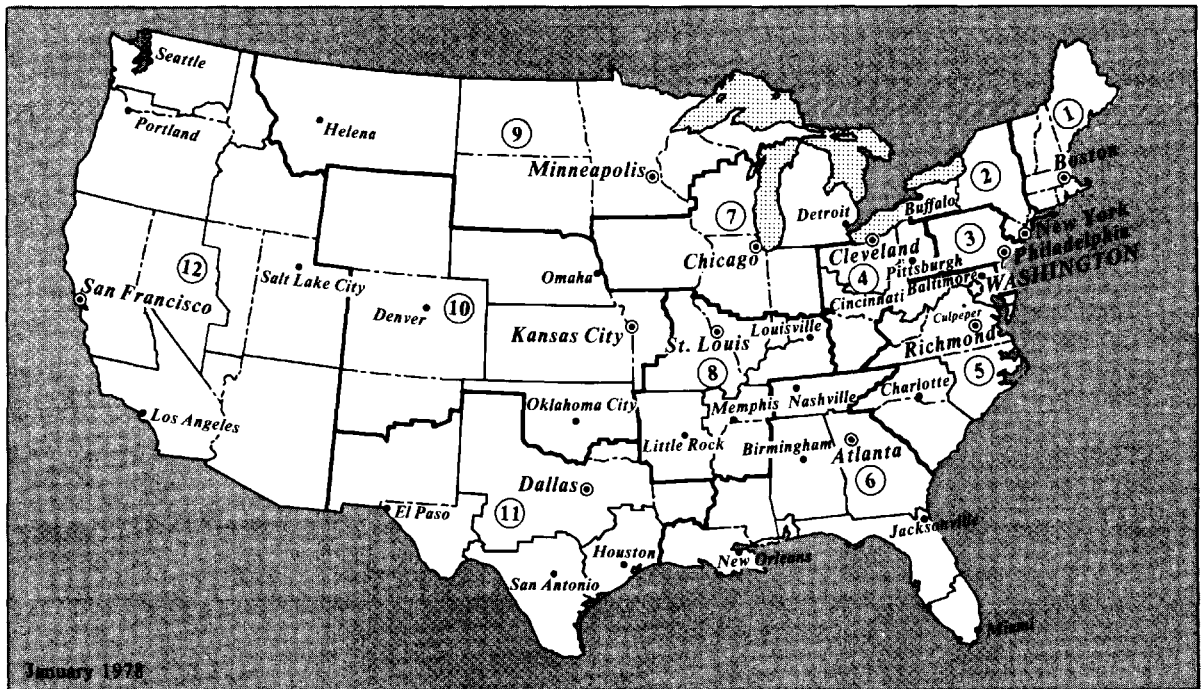 Seattle
Portland
Helena
9
1
Minneapolis
Boston
2
Buffalo
7
Detroit
New York
3
Philadelphia
Cleveland
Pittsburgh
Chicago
4
WASHINGTON
Baltimore
12
Salt Lake City
Omaha
Cincinnati
San Francisco
Denver
10
Culpeper
Kansas City
St. Louis
Louisville
Richmond
8
5
Charlotte
Nashville
Memphis
Oklahoma City
Los Angeles
Little Rock
Birmingham
Atlanta
6
Dallas
11
El Paso
Jacksonville
Houston
New Orleans
San Antonio
Miami
January 1978